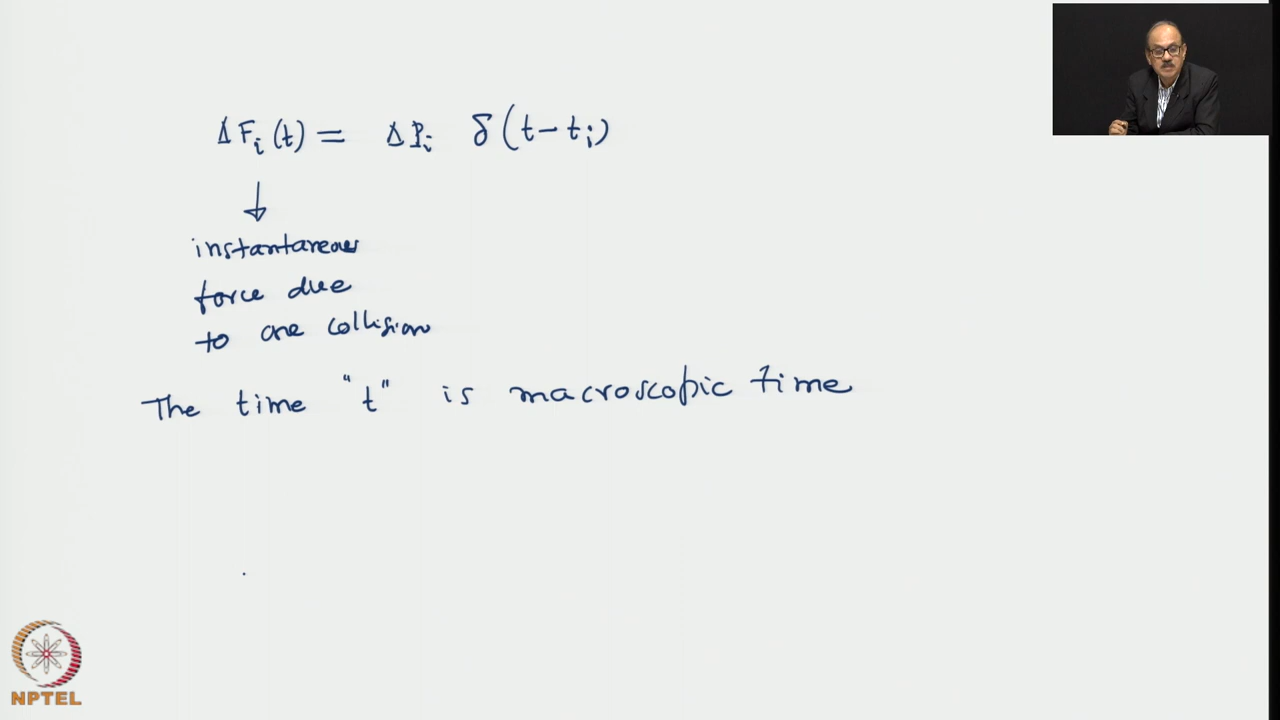 ΔF_i(t) = ΔP_i δ(t-t_i)
↓
instantaneous
force due
to one collision
The time "t" is macroscopic time
NPTEL